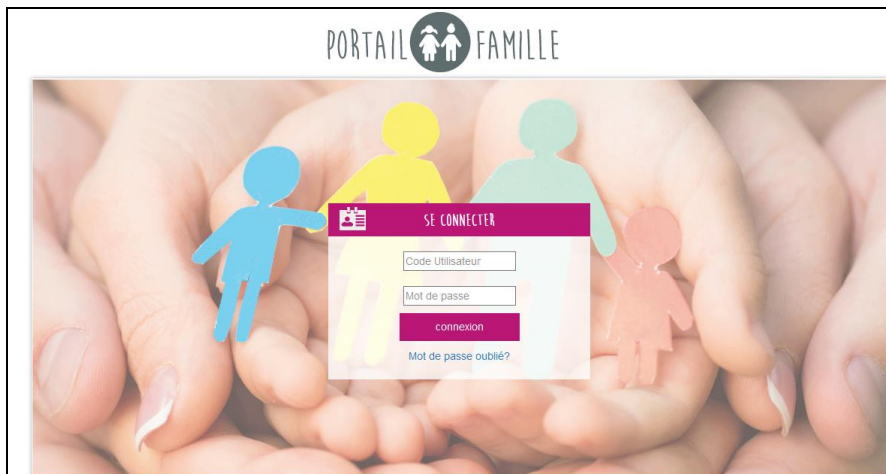 PORTAIL FAMILLE
SE CONNECTER
Code Utilisateur
Mot de passe
connexion
Mot de passe oublié?